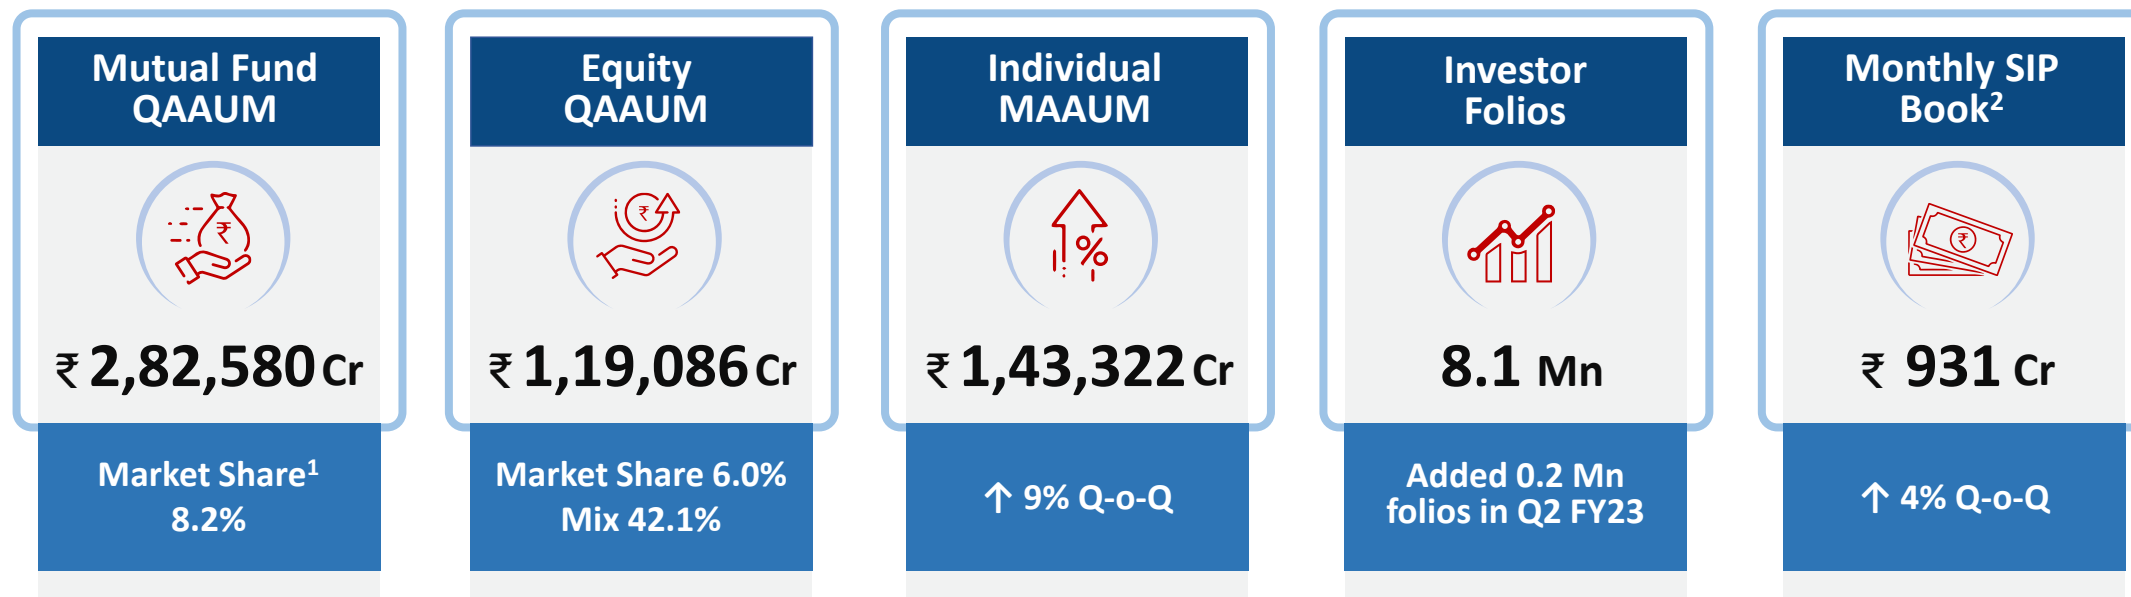 Mutual Fund
QAAUM
₹
₹ 2,82,580 Cr
Market Share¹
8.2%
Equity
QAAUM
₹
₹ 1,19,086 Cr
Market Share 6.0%
Mix 42.1%
Individual
MAAUM
%
₹ 1,43,322 Cr
↑ 9% Q-o-Q
Investor
Folios
8.1 Mn
Added 0.2 Mn
folios in Q2 FY23
Monthly SIP
Book²
₹
₹ 931 Cr
↑ 4% Q-o-Q